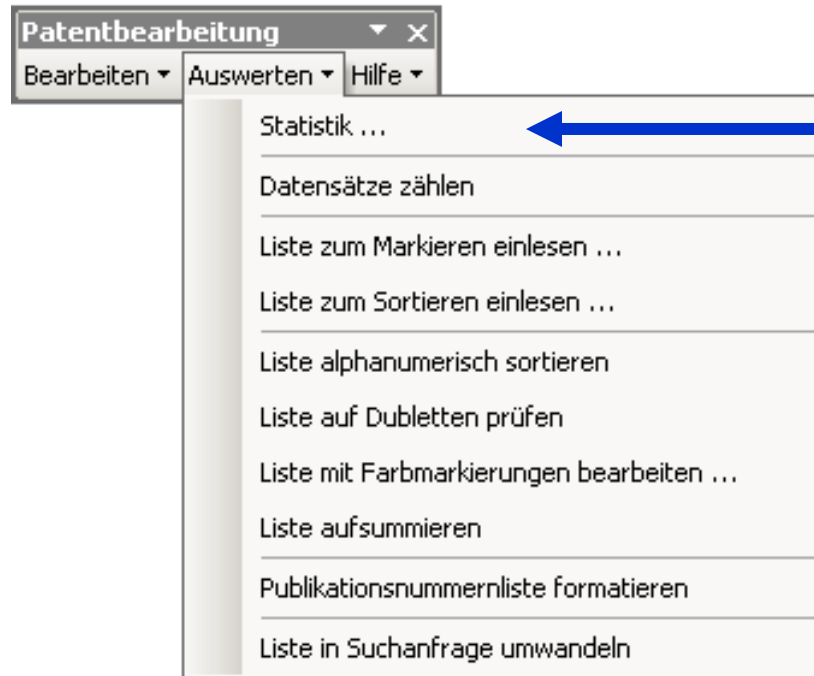 Patentbearbeitung
Bearbeiten Auswerten Hilfe
Statistik ...
Datensätze zählen
Liste zum Markieren einlesen ...
Liste zum Sortieren einlesen ...
Liste alphanumerisch sortieren
Liste auf Dubletten prüfen
Liste mit Farbmarkierungen bearbeiten ...
Liste aufsummieren
Publikationsnummernliste formatieren
Liste in Suchanfrage umwandeln